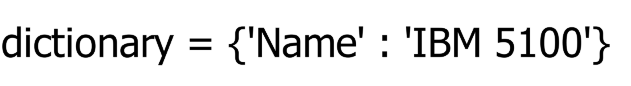 dictionary = {'Name' : 'IBM 5100'}